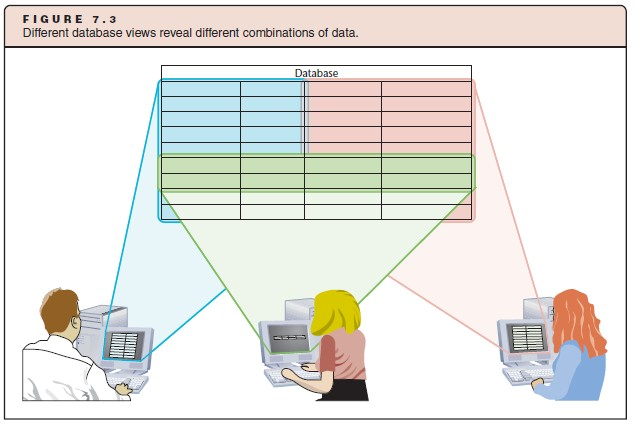 FIGURE 7.3
Different database views reveal different combinations of data.
Database